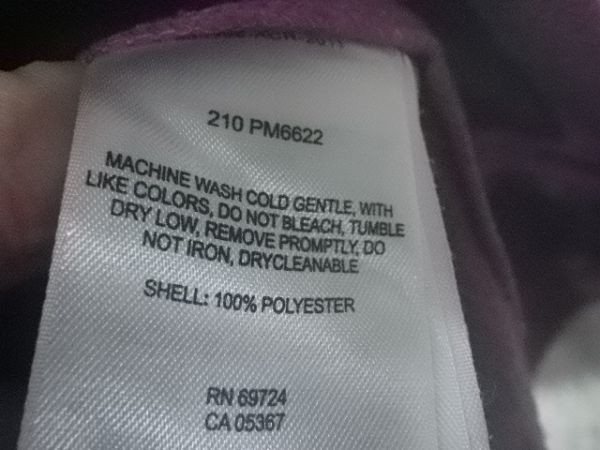 210 PM6622
MACHINE WASH COLD GENTLE, WITH
LIKE COLORS, DO NOT BLEACH, TUMBLE
DRY LOW, REMOVE PROMPTLY, DO
NOT IRON, DRYCLEANABLE
SHELL: 100% POLYESTER
RN 69724
CA 05367